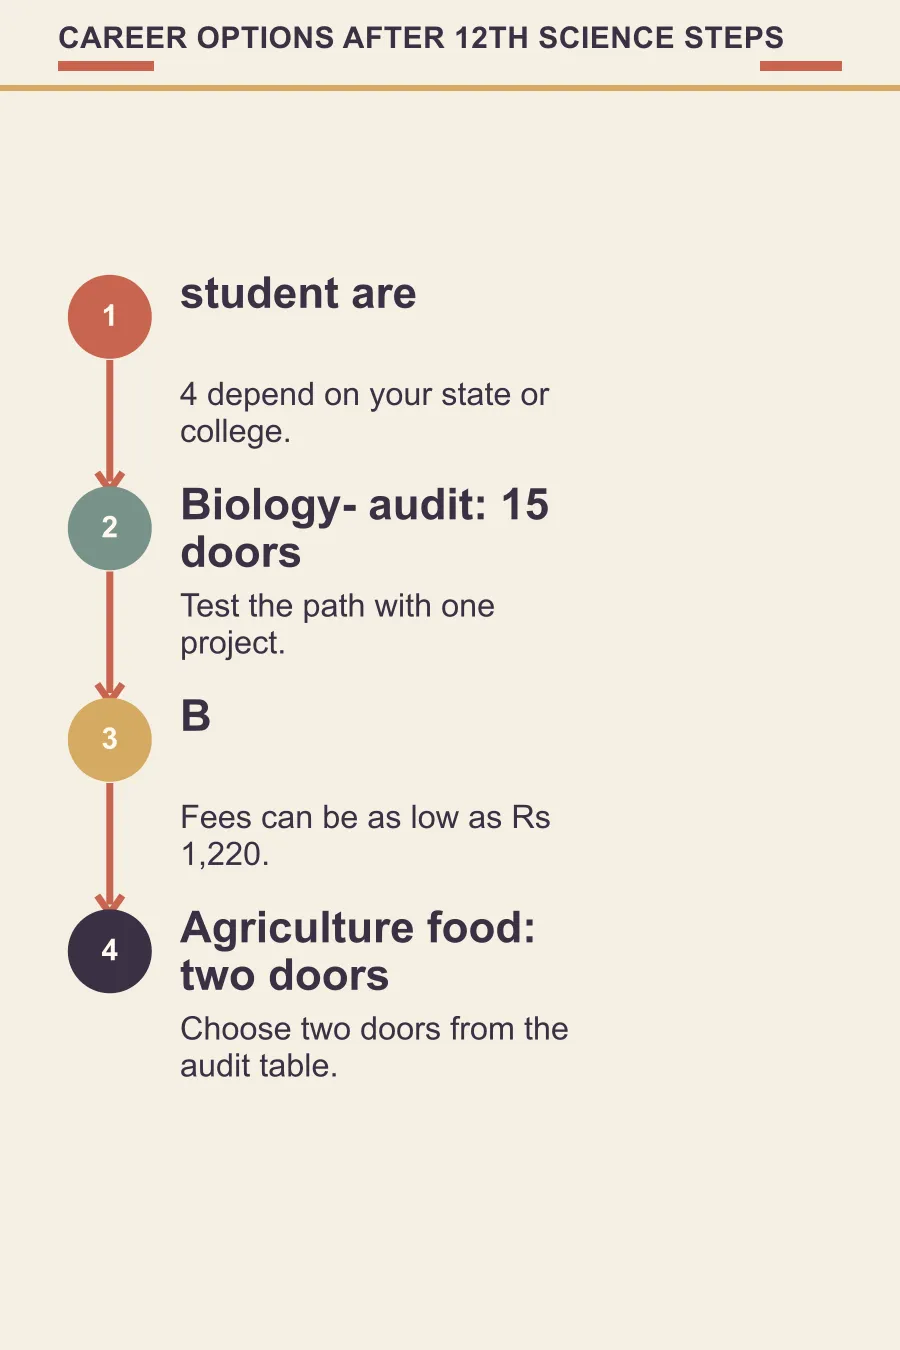 CAREER OPTIONS AFTER 12TH SCIENCE STEPS
1
student are
4 depend on your state or
college.
2
Biology- audit: 15
doors
Test the path with one
project.
3
B
Fees can be as low as Rs
1,220.
4
Agriculture food:
two doors
Choose two doors from the
audit table.